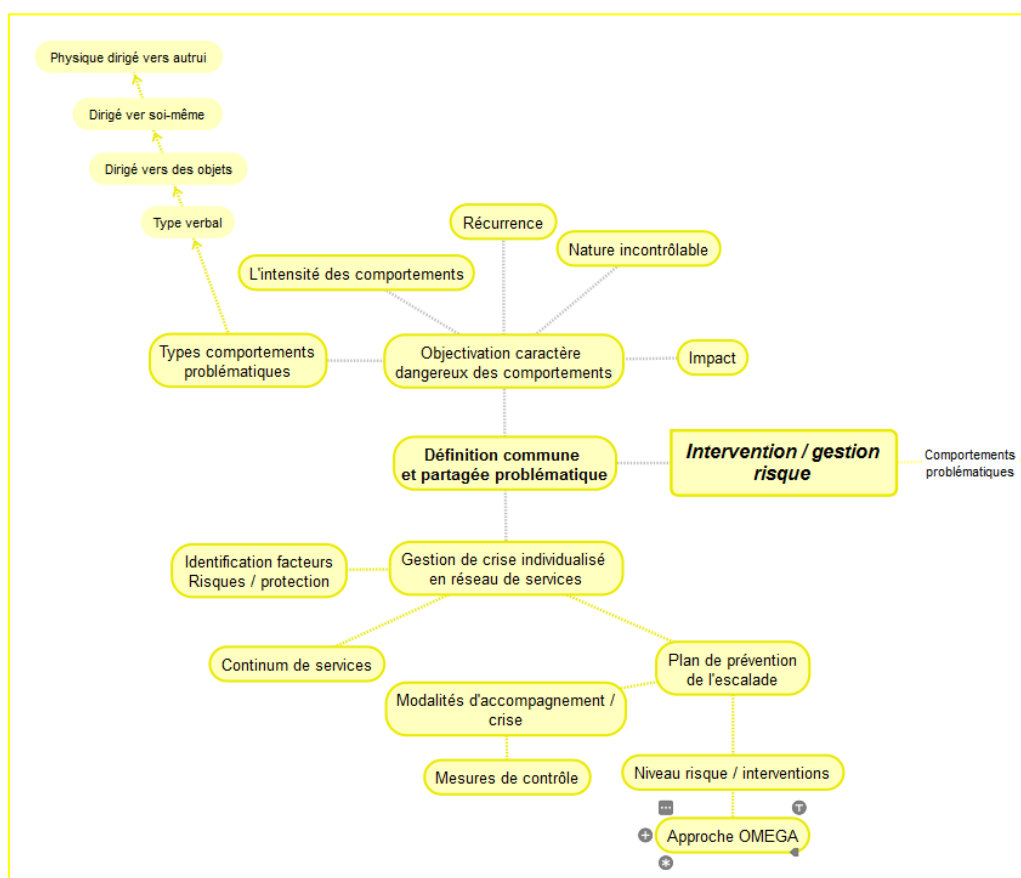 Physique dirigé vers autrui
Dirigé ver soi-même
Dirigé vers des objets
Type verbal
Récurrence
Nature incontrôlable
L'intensité des comportements
Types comportements
problématiques
Objectivation caractère
dangereux des comportements
Impact
Définition commune
et partagée problématique
Intervention / gestion
risque
Comportements
problématiques
Identification facteurs
Risques / protection
Gestion de crise individualisé
en réseau de services
Continum de services
Plan de prévention
de l'escalade
Modalités d'accompagnement /
crise
Mesures de contrôle
Niveau risque / interventions
Approche OMEGA